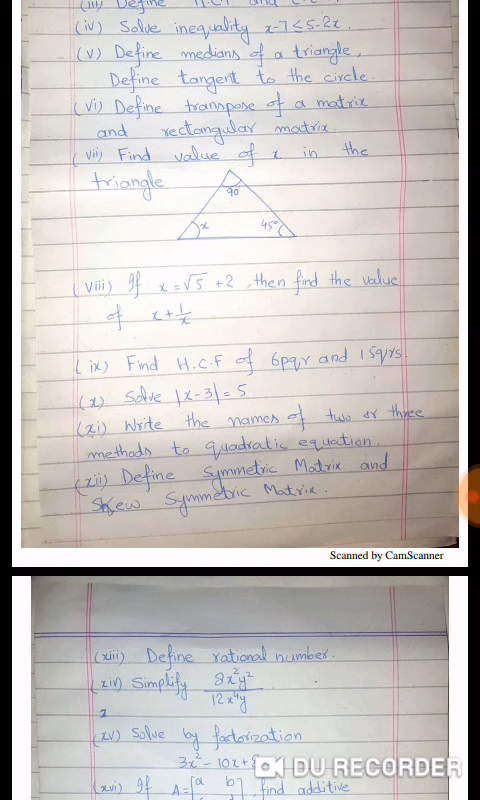 (iii) Define H.C.F and
(iv) Solve inequality x-7≤5-2x.
(v) Define medians of a triangle,
Define tangent to the circle.
(vi) Define transpose of a matrix
and rectangular matrix.
(vii) Find value of x in the
triangle
90
x 45°
(viii) If x = √5 + 2, then find the value
of x + 1/x
(ix) Find H.C.F of 6pqr and 15qrs.
(x) Solve |x-3| = 5
(xi) Write the names of two or three
methods to quadratic equation.
(xii) Define Symmetric Matrix and
Skew Symmetric Matrix.
Scanned by CamScanner
(xiii) Define rational number.
(xiv) Simplify 8x²y²/12x⁴y
(xv) Solve by factorization
3x² - 10x +
DU RECORDER
(xvi) If A = [a b], find additive